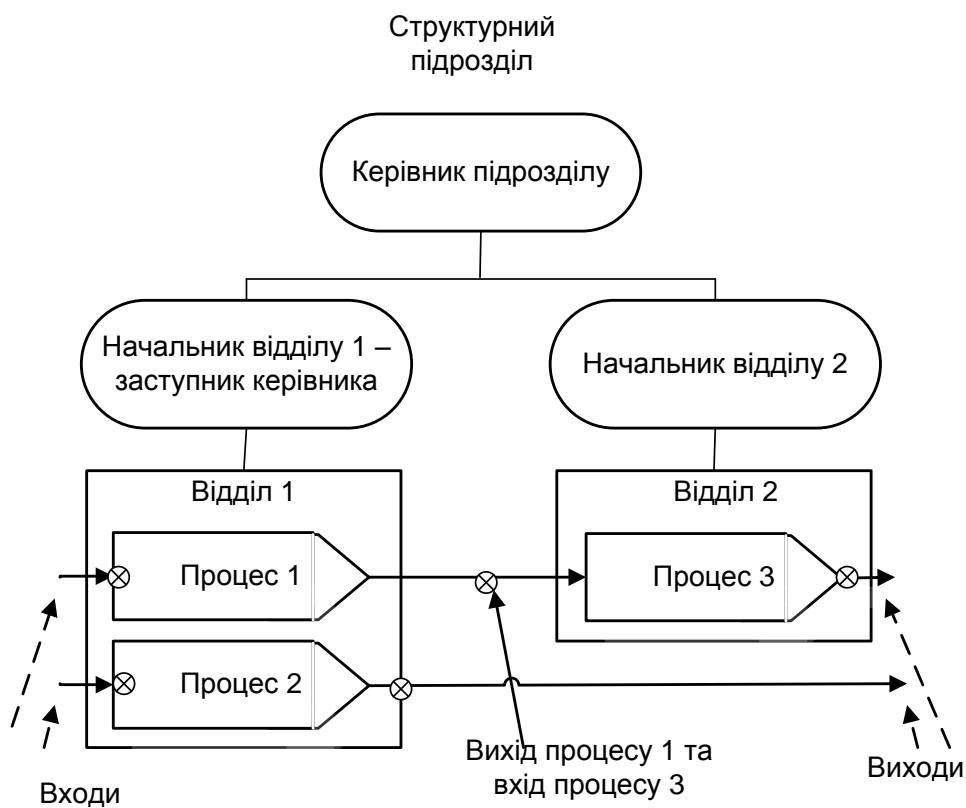 Структурний
підрозділ
Керівник підрозділу
Начальник відділу 1 –
заступник керівника
Начальник відділу 2
Відділ 1
Відділ 2
Процес 1
Процес 3
Процес 2
Вихід процесу 1 та
вхід процесу 3
Входи
Виходи